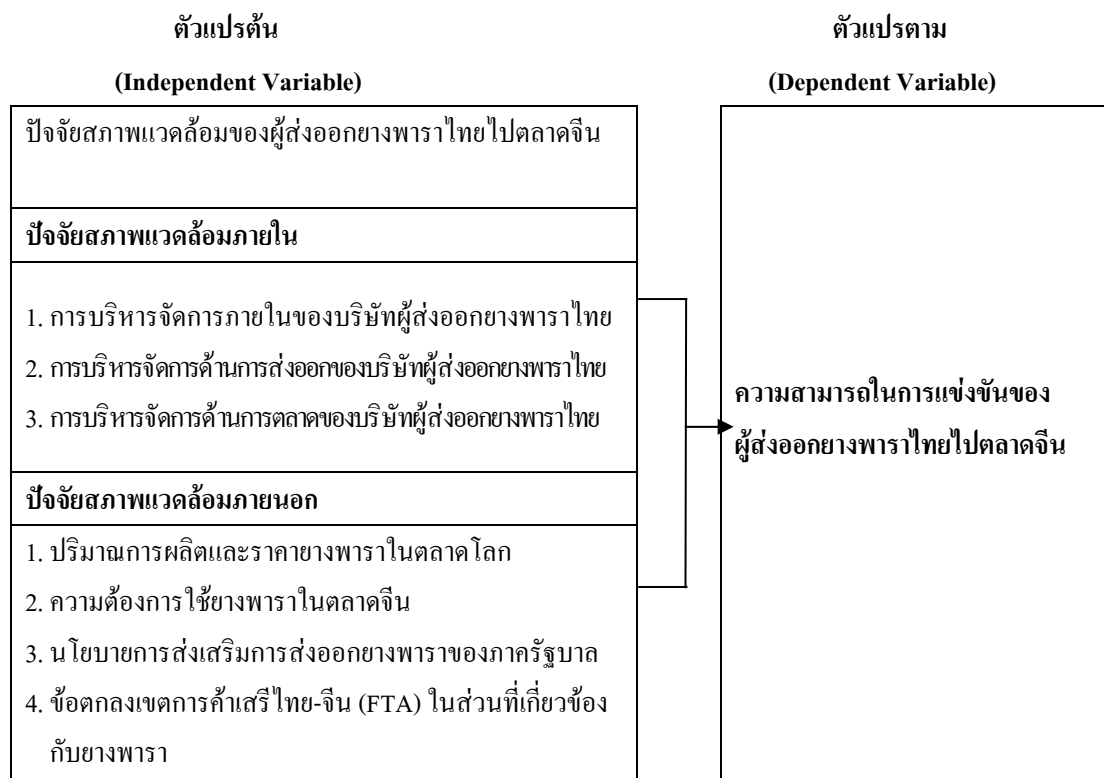 ตัวแปรต้น
(Independent Variable)
ปัจจัยสภาพแวดล้อมของผู้ส่งออกยางพาราไทยไปตลาดจีน
ปัจจัยสภาพแวดล้อมภายใน
1. การบริหารจัดการภายในของบริษัทผู้ส่งออกยางพาราไทย
2. การบริหารจัดการด้านการส่งออกของบริษัทผู้ส่งออกยางพาราไทย
3. การบริหารจัดการด้านการตลาดของบริษัทผู้ส่งออกยางพาราไทย
ปัจจัยสภาพแวดล้อมภายนอก
1. ปริมาณการผลิตและราคายางพาราในตลาดโลก
2. ความต้องการใช้ยางพาราในตลาดจีน
3. นโยบายการส่งเสริมการส่งออกยางพาราของภาครัฐบาล
4. ข้อตกลงเขตการค้าเสรีไทย-จีน (FTA) ในส่วนที่เกี่ยวข้อง
กับยางพารา
ตัวแปรตาม
(Dependent Variable)
ความสามารถในการแข่งขันของ
ผู้ส่งออกยางพาราไทยไปตลาดจีน